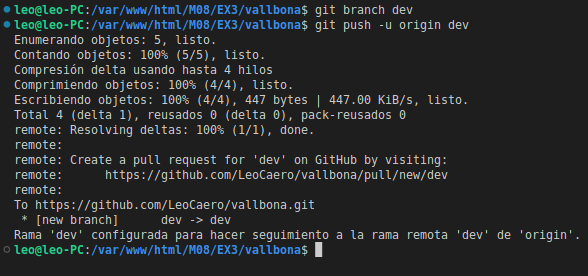 leo@leo-PC:/var/www/html/M08/EX3/vallbona$ git branch dev
leo@leo-PC:/var/www/html/M08/EX3/vallbona$ git push -u origin dev
Enumerando objetos: 5, listo.
Contando objetos: 100% (5/5), listo.
Compresión delta usando hasta 4 hilos
Comprimiendo objetos: 100% (4/4), listo.
Escribiendo objetos: 100% (4/4), 447 bytes | 447.00 KiB/s, listo.
Total 4 (delta 1), reusados 0 (delta 0), pack-reusados 0
remote: Resolving deltas: 100% (1/1), done.
remote:
remote: Create a pull request for 'dev' on GitHub by visiting:
remote:      https://github.com/LeoCaero/vallbona/pull/new/dev
remote:
To https://github.com/LeoCaero/vallbona.git
 * [new branch]      dev -> dev
Rama 'dev' configurada para hacer seguimiento a la rama remota 'dev' de 'origin'.
leo@leo-PC:/var/www/html/M08/EX3/vallbona$